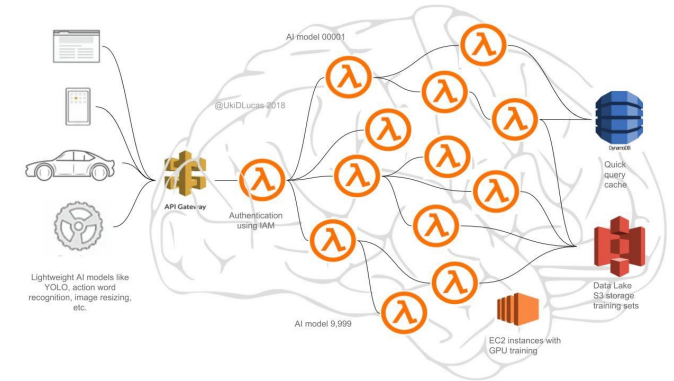 AI model 00001
@UkiDLucas 2018
DynamoDB
Quick
query
cache
API Gateway
Authentication
using IAM
Lightweight AI models like
YOLO, action word
recognition, image resizing,
etc.
Data Lake
S3 storage
training sets
AI model 9,999
EC2 instances with
GPU training